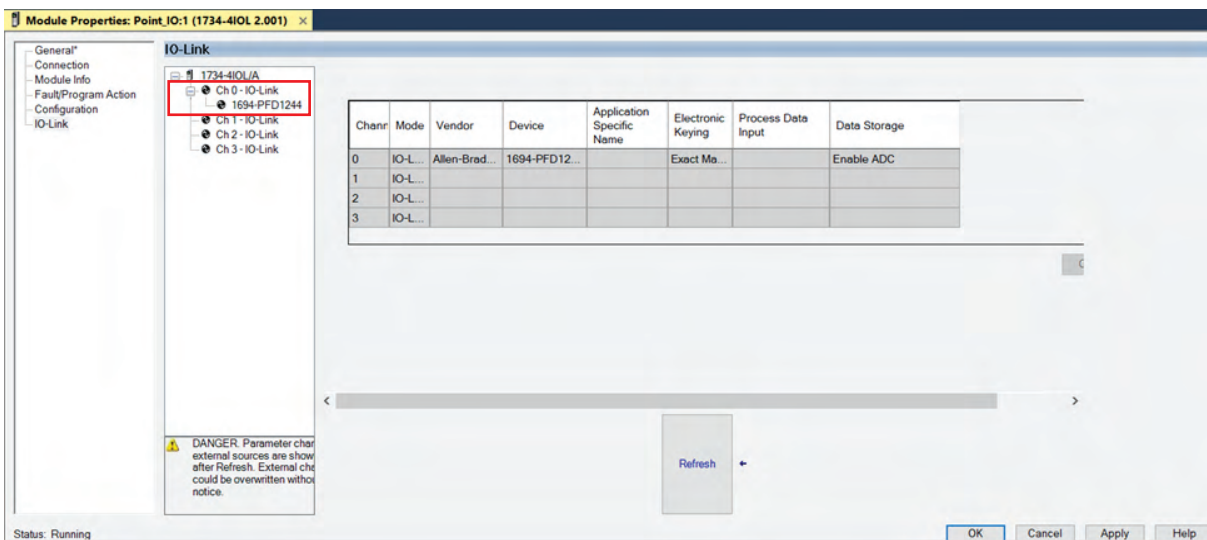 Module Properties: Point_IO:1 (1734-4IOL 2.001) ×
General*
Connection
Module Info
Fault/Program Action
Configuration
IO-Link
IO-Link
1734-4IOL/A
Ch 0 - IO-Link
1694-PFD1244
Ch 1 - IO-Link
Ch 2 - IO-Link
Ch 3 - IO-Link
DANGER. Parameter char
external sources are show
after Refresh. External cha
could be overwritten withou
notice.
Chanr Mode Vendor Device Application Specific Name Electronic Keying Process Data Input Data Storage
0 IO-L... Allen-Brad... 1694-PFD12... Exact Ma... Enable ADC
1 IO-L...
2 IO-L...
3 IO-L...
Refresh
Status: Running
OK Cancel Apply Help